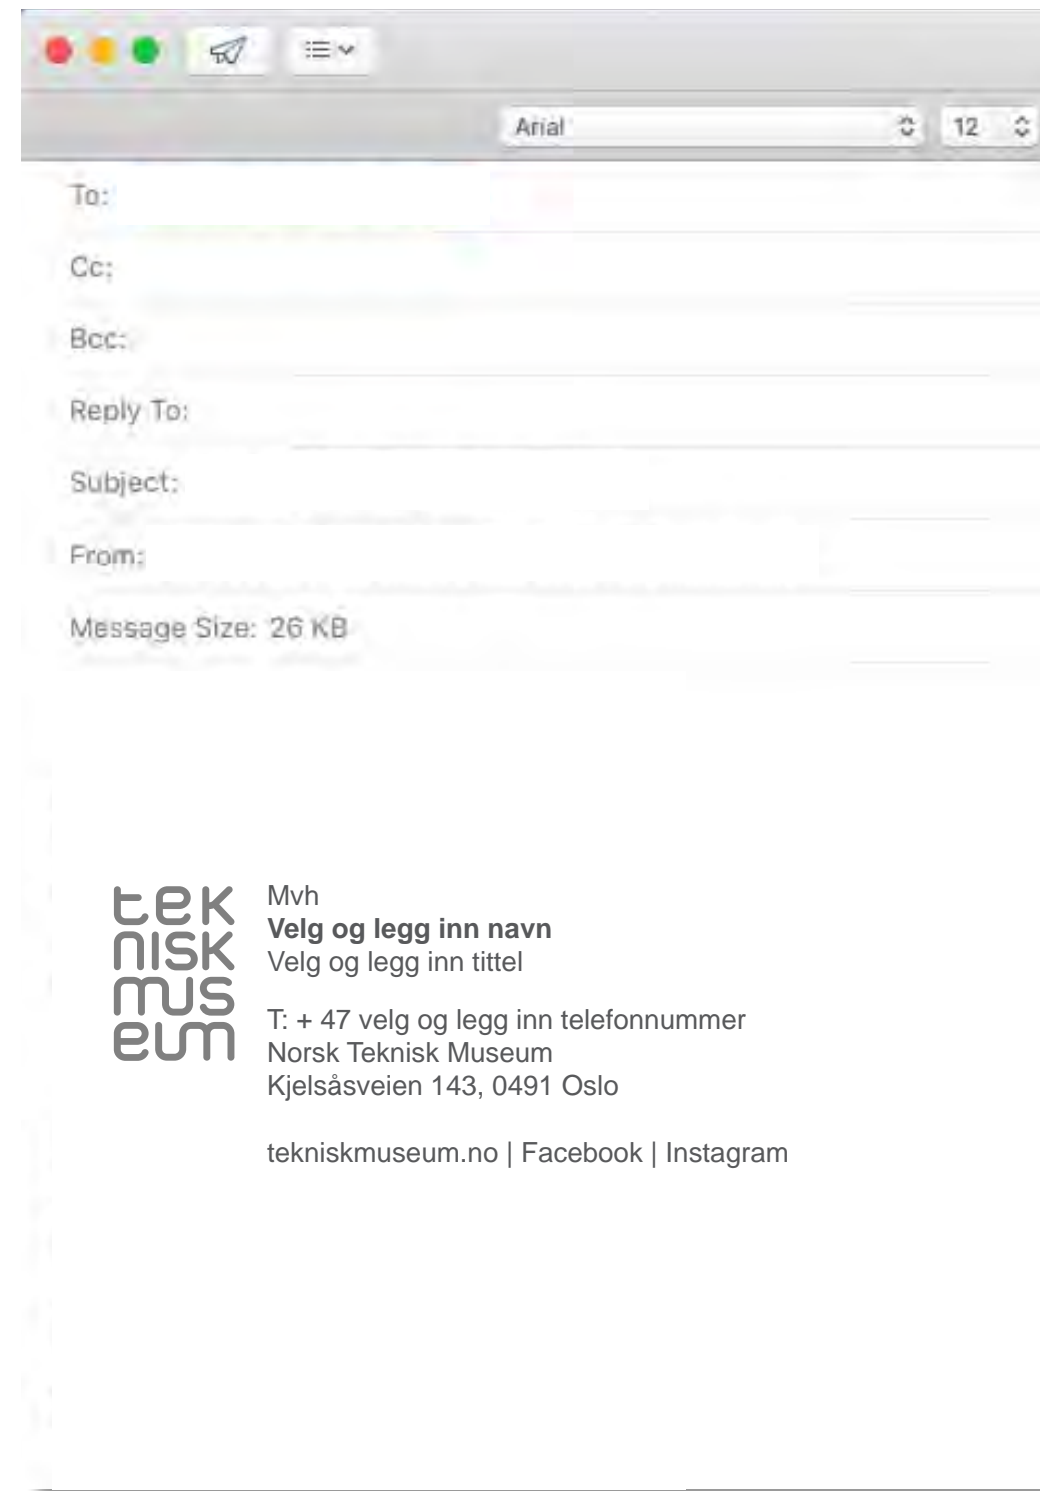 Arial 12
To:
Cc:
Bcc:
Reply To:
Subject:
From:
Message Size: 26 KB
tek
nisk
mus
eum
Mvh
Velg og legg inn navn
Velg og legg inn tittel
T: + 47 velg og legg inn telefonnummer
Norsk Teknisk Museum
Kjelsåsveien 143, 0491 Oslo
tekniskmuseum.no | Facebook | Instagram